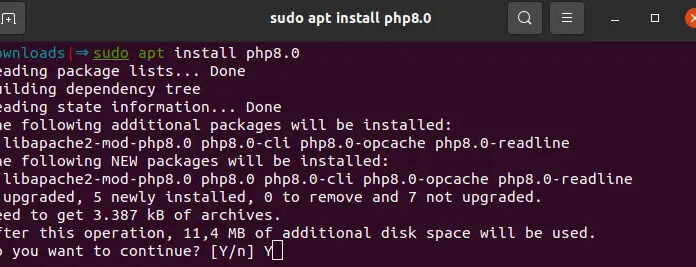 sudo apt install php8.0
ownloads|⇒ sudo apt install php8.0
eading package lists... Done
uilding dependency tree
eading state information... Done
he following additional packages will be installed:
libapache2-mod-php8.0 php8.0-cli php8.0-opcache php8.0-readline
he following NEW packages will be installed:
libapache2-mod-php8.0 php8.0 php8.0-cli php8.0-opcache php8.0-readline
upgraded, 5 newly installed, 0 to remove and 7 not upgraded.
eed to get 3.387 kB of archives.
fter this operation, 11,4 MB of additional disk space will be used.
o you want to continue? [Y/n] Y